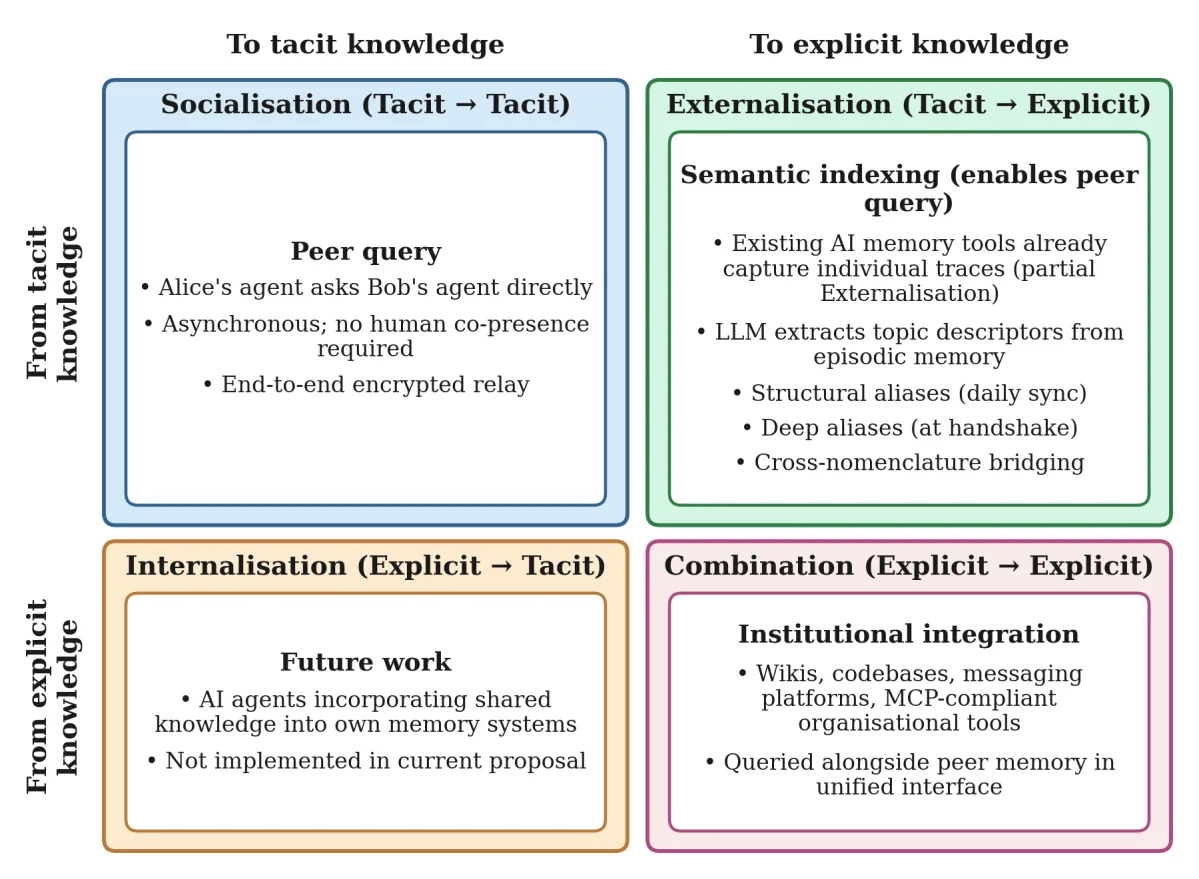 To tacit knowledge
To explicit knowledge
From tacit
knowledge
Socialisation (Tacit → Tacit)
Peer query
• Alice's agent asks Bob's agent directly
• Asynchronous; no human co-presence
required
• End-to-end encrypted relay
Externalisation (Tacit → Explicit)
Semantic indexing (enables peer
query)
• Existing AI memory tools already
capture individual traces (partial
Externalisation)
• LLM extracts topic descriptors from
episodic memory
• Structural aliases (daily sync)
• Deep aliases (at handshake)
• Cross-nomenclature bridging
From explicit
knowledge
Internalisation (Explicit → Tacit)
Future work
• AI agents incorporating shared
knowledge into own memory systems
• Not implemented in current proposal
Combination (Explicit → Explicit)
Institutional integration
• Wikis, codebases, messaging
platforms, MCP-compliant
organisational tools
• Queried alongside peer memory in
unified interface